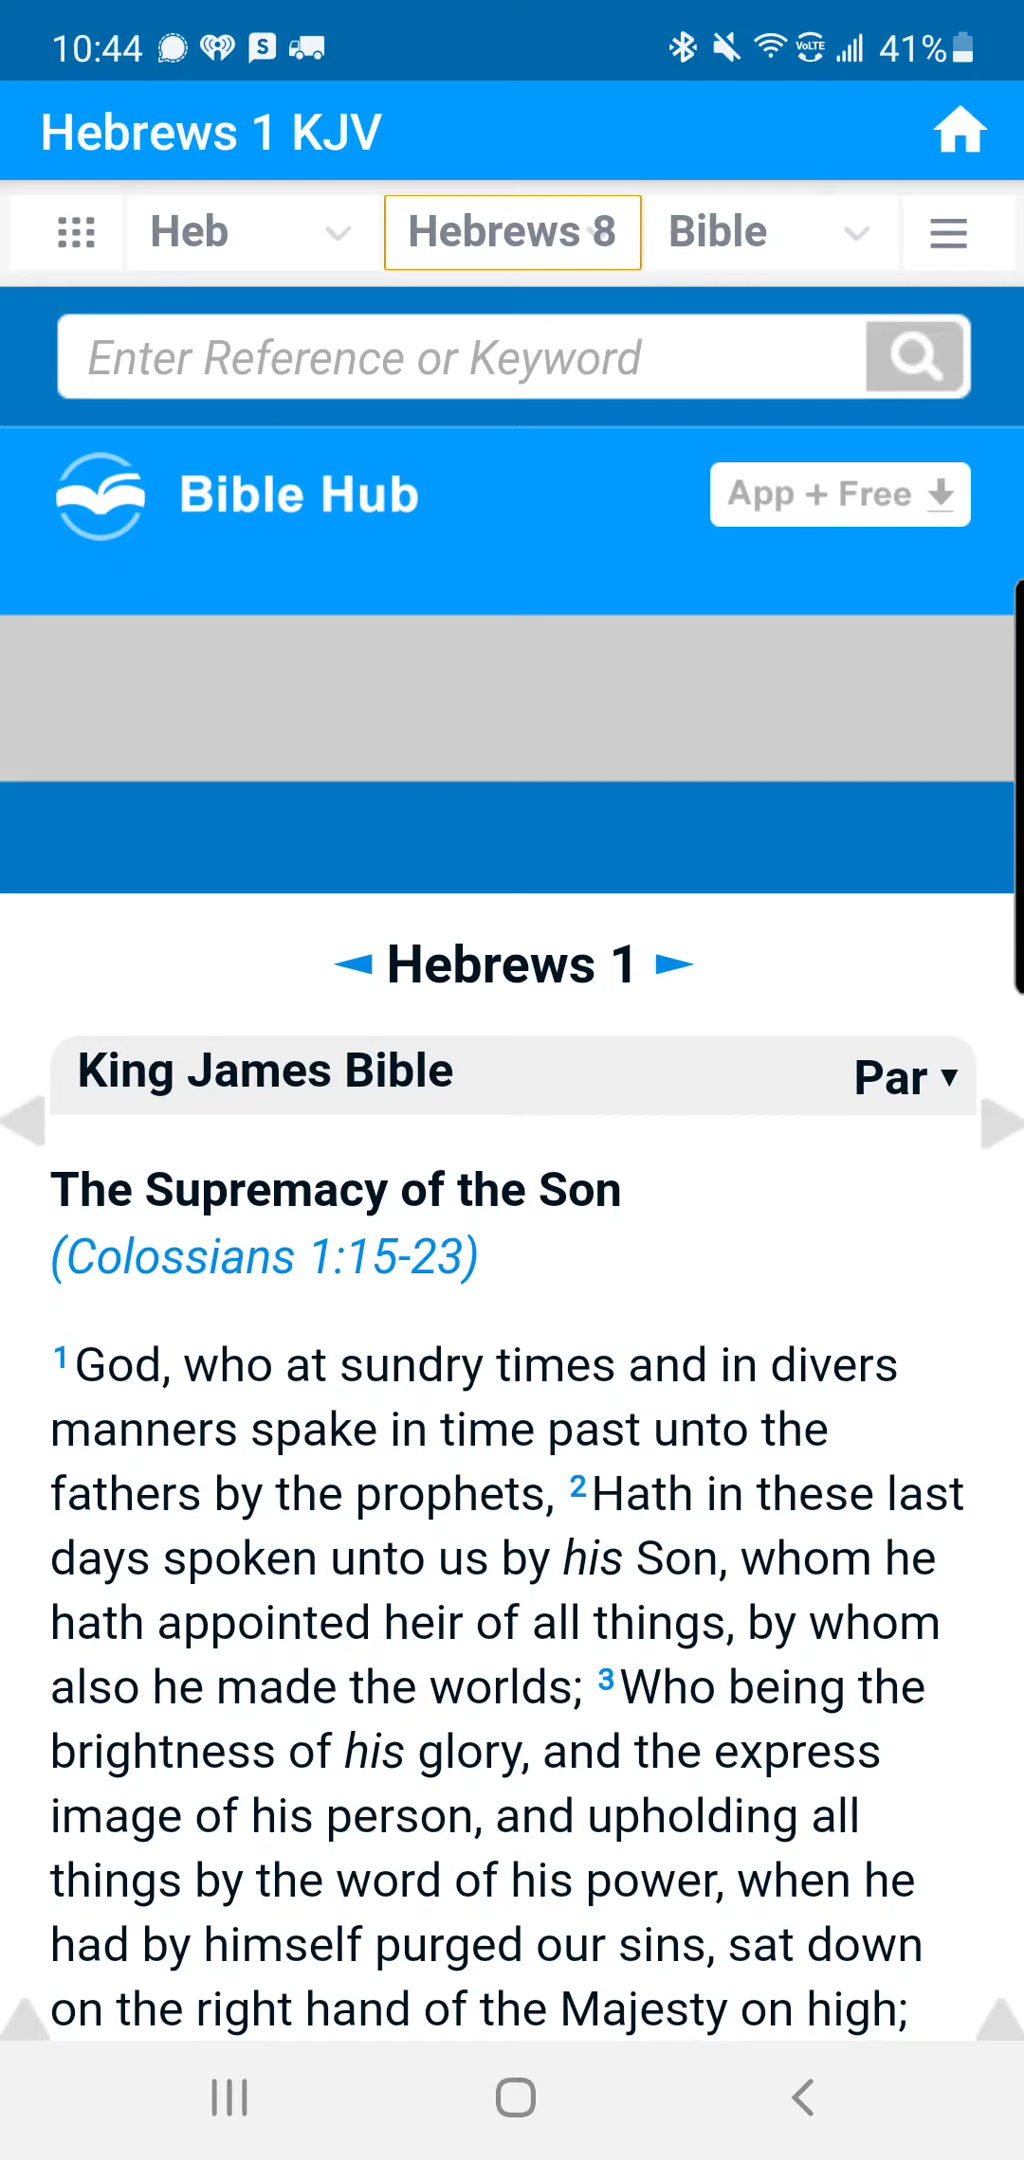 10:44 S VoLTE 41%
Hebrews 1 KJV
Heb Hebrews 8 Bible
Enter Reference or Keyword
Bible Hub App + Free
Hebrews 1
King James Bible Par
The Supremacy of the Son
(Colossians 1:15-23)
1 God, who at sundry times and in divers
manners spake in time past unto the
fathers by the prophets, 2 Hath in these last
days spoken unto us by his Son, whom he
hath appointed heir of all things, by whom
also he made the worlds; 3 Who being the
brightness of his glory, and the express
image of his person, and upholding all
things by the word of his power, when he
had by himself purged our sins, sat down
on the right hand of the Majesty on high;